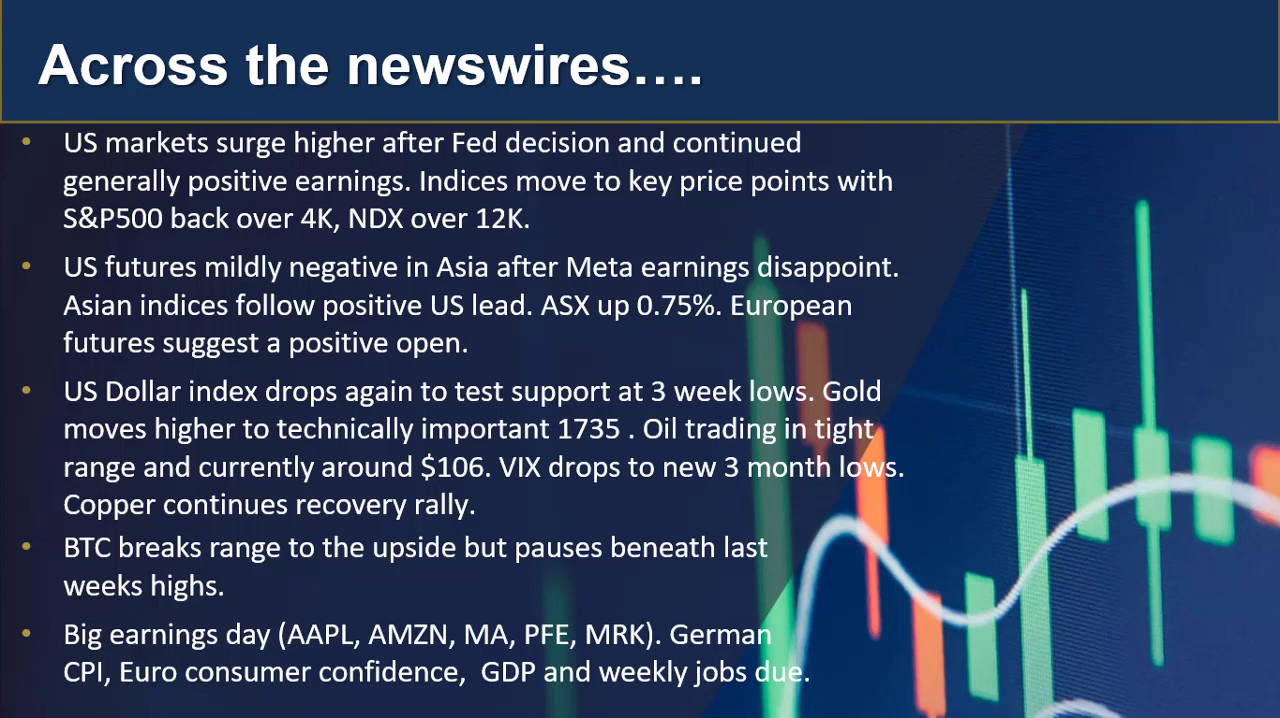 Across the newswires….
• US markets surge higher after Fed decision and continued
generally positive earnings. Indices move to key price points with
S&P500 back over 4K, NDX over 12K.
• US futures mildly negative in Asia after Meta earnings disappoint.
Asian indices follow positive US lead. ASX up 0.75%. European
futures suggest a positive open.
• US Dollar index drops again to test support at 3 week lows. Gold
moves higher to technically important 1735 . Oil trading in tight
range and currently around $106. VIX drops to new 3 month lows.
Copper continues recovery rally.
• BTC breaks range to the upside but pauses beneath last
weeks highs.
• Big earnings day (AAPL, AMZN, MA, PFE, MRK). German
CPI, Euro consumer confidence,  GDP and weekly jobs due.